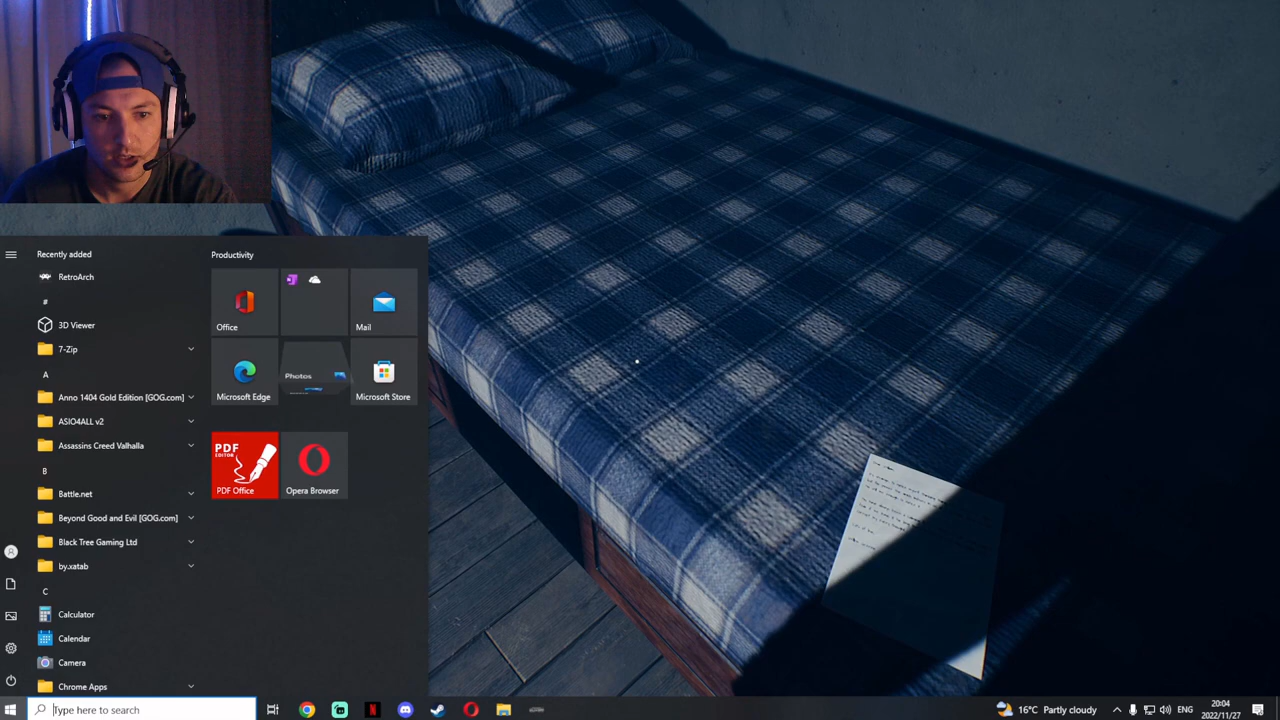 Recently added
RetroArch
#
3D Viewer
7-Zip
A
Anno 1404 Gold Edition [GOG.com]
ASIO4ALL v2
Assassins Creed Valhalla
B
Battle.net
Beyond Good and Evil [GOG.com]
Black Tree Gaming Ltd
by.xatab
C
Calculator
Calendar
Camera
Chrome Apps
Productivity
Office
Mail
Microsoft Edge
Photos
Microsoft Store
PDF
EDITOR
PDF Office
Opera Browser
Type here to search
16°C Partly cloudy
ENG
20:04
2022/11/27